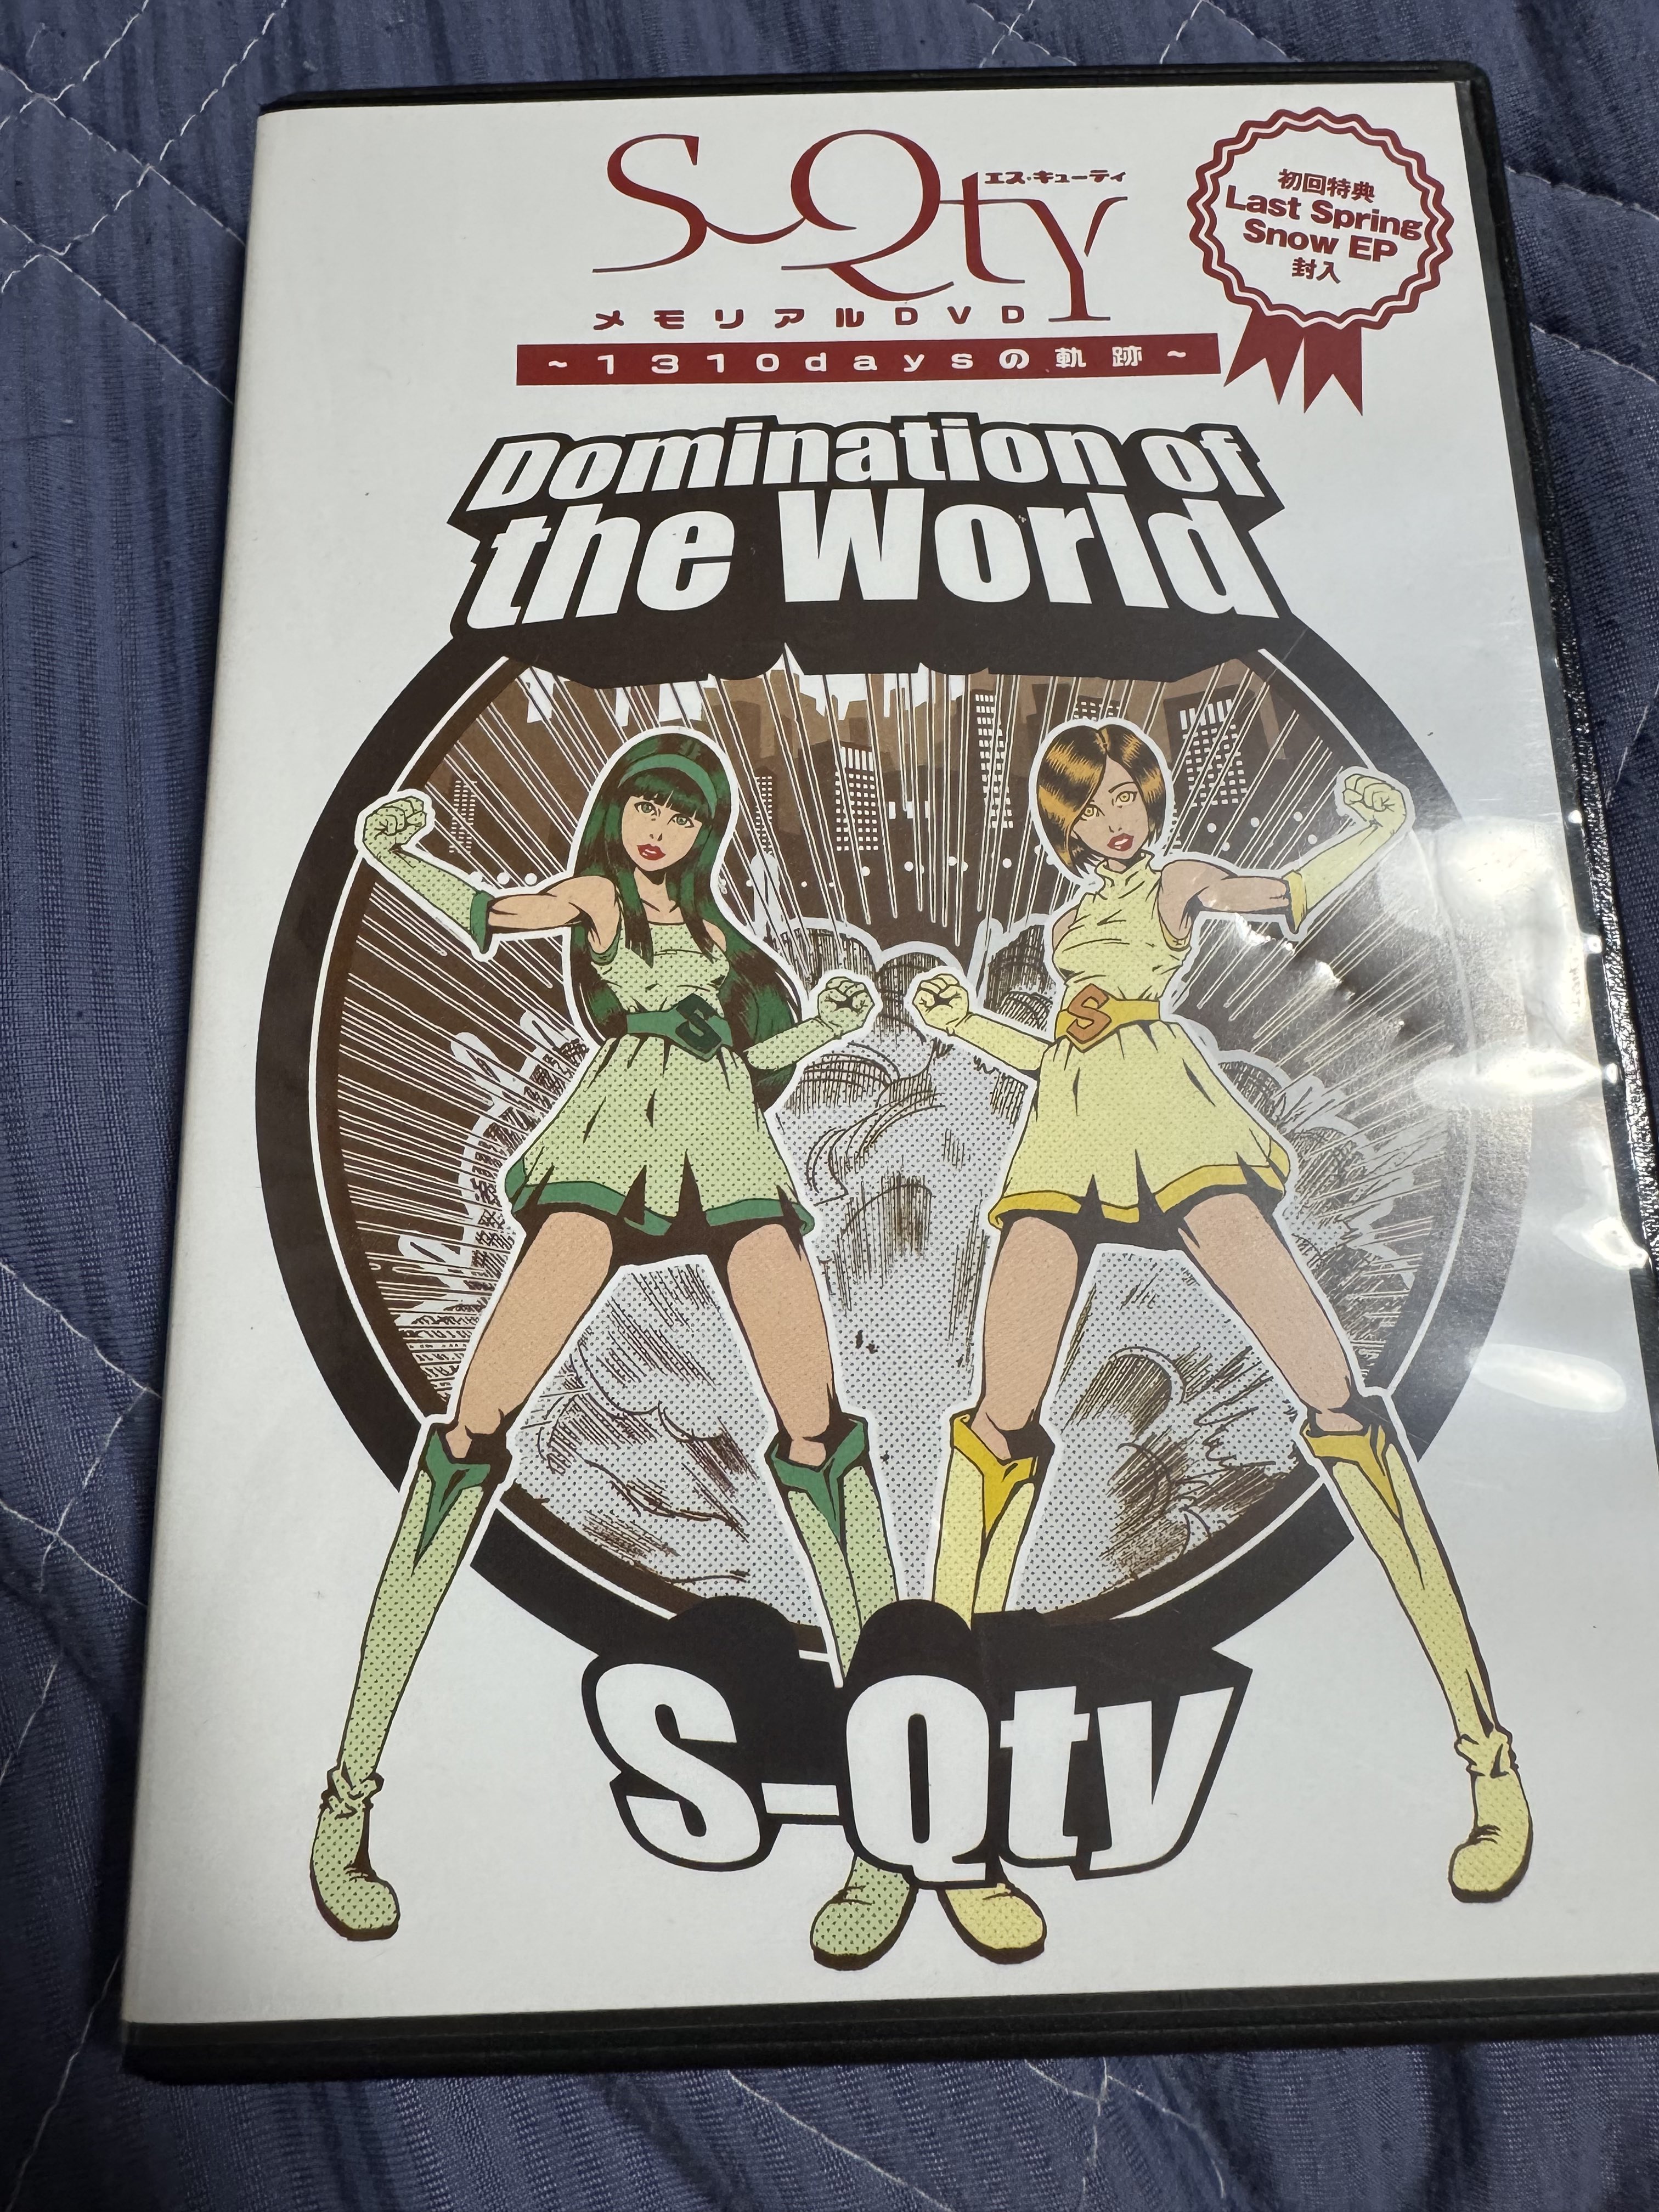 S-Qty
エス・キューティ
メモリアルDVD
~1310daysの軌跡~
初回特典
Last Spring
Snow EP
封入
Domination of
the World
S
S
S-Qty